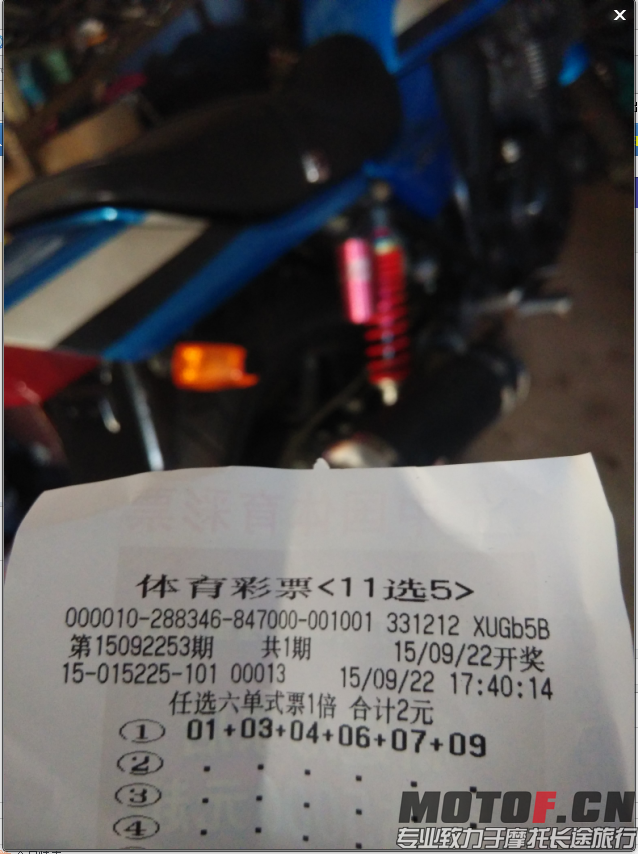 体育彩票<11选5>
000010-288346-847000-001001 331212 XUGb5B
第15092253期 共1期 15/09/22开奖
15-015225-101 00013 15/09/22 17:40:14
任选六单式票1倍 合计2元
① 01+03+04+06+07+09
② . . . . . .
③ . . . . . .
④ . . . . . .
MOTOF.CN
专业致力于摩托长途旅行